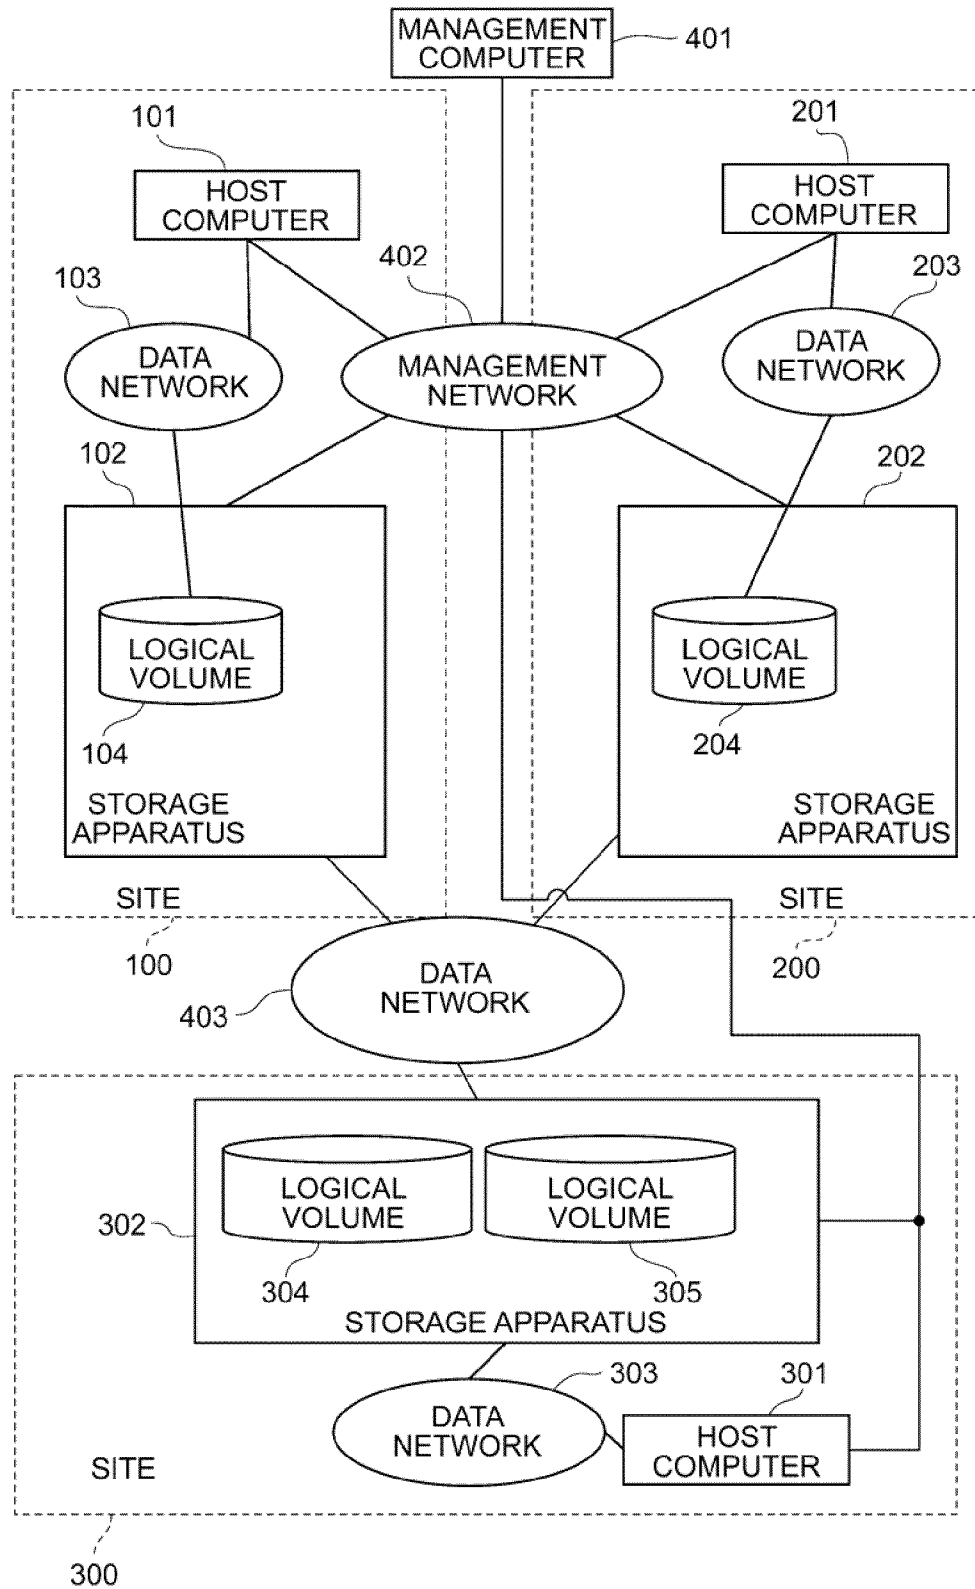 MANAGEMENT
COMPUTER
401
101
201
HOST
COMPUTER
HOST
COMPUTER
402
103
203
DATA
NETWORK
MANAGEMENT
NETWORK
DATA
NETWORK
102
202
LOGICAL
VOLUME
LOGICAL
VOLUME
104
204
STORAGE
APPARATUS
STORAGE
APPARATUS
SITE
SITE
100
200
DATA
NETWORK
403
LOGICAL
VOLUME
LOGICAL
VOLUME
302
304
305
STORAGE APPARATUS
303
301
DATA
NETWORK
HOST
COMPUTER
SITE
300